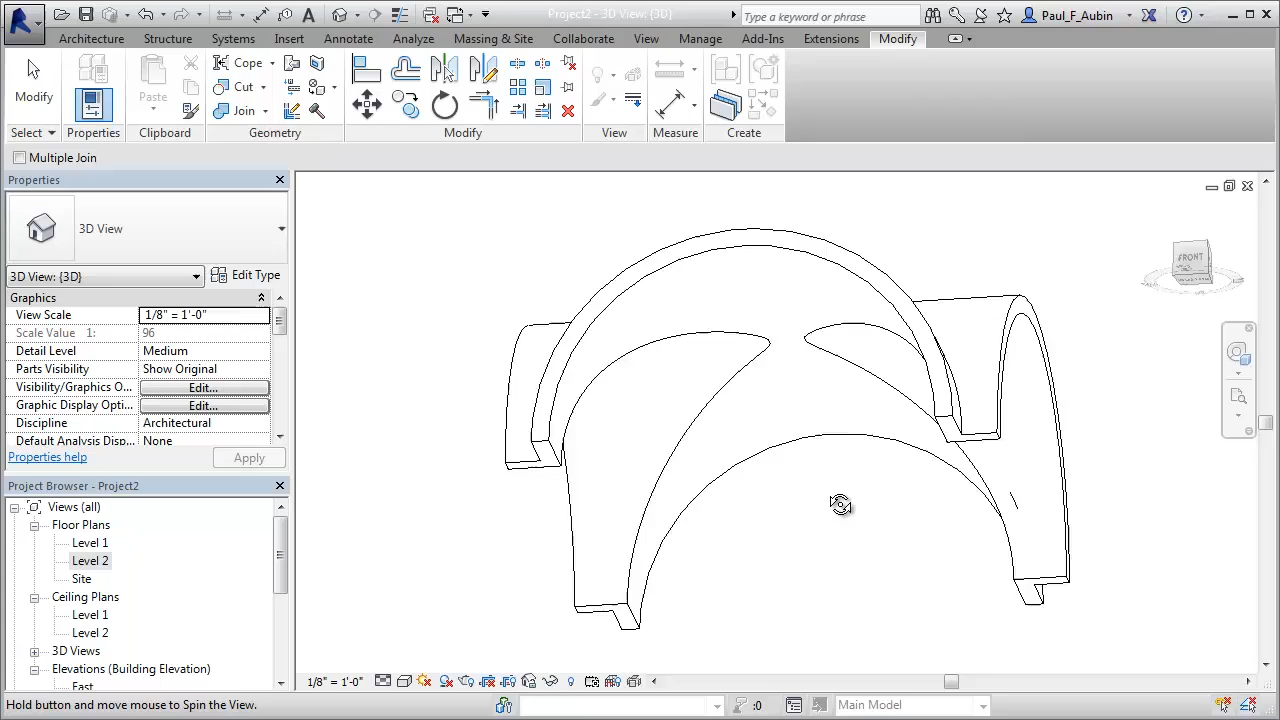 Project2 - 3D View: {3D}
Type a keyword or phrase
Paul_F_Aubin
Architecture Structure Systems Insert Annotate Analyze Massing & Site Collaborate View Manage Add-Ins Extensions Modify
Modify
Paste
Cope
Cut
Join
Select Properties Clipboard Geometry Modify View Measure Create
Multiple Join
Properties
3D View
3D View: {3D}
Edit Type
Graphics
View Scale 1/8" = 1'-0"
Scale Value 1: 96
Detail Level Medium
Parts Visibility Show Original
Visibility/Graphics O... Edit...
Graphic Display Opti... Edit...
Discipline Architectural
Default Analysis Disp... None
Properties help
Apply
Project Browser - Project2
Views (all)
Floor Plans
Level 1
Level 2
Site
Ceiling Plans
Level 1
Level 2
3D Views
Elevations (Building Elevation)
East
FRONT
1/8" = 1'-0"
Hold button and move mouse to Spin the View.
:0
Main Model